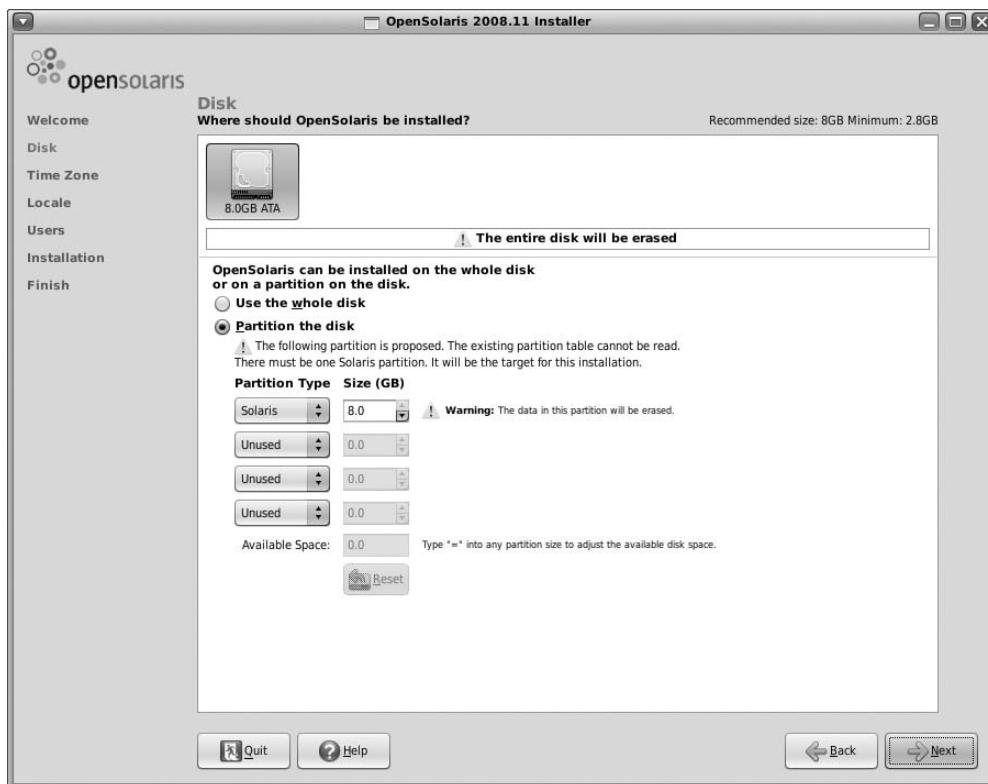 OpenSolaris 2008.11 Installer
opensolaris
Welcome
Disk
Time Zone
Locale
Users
Installation
Finish
Disk
Where should OpenSolaris be installed?
Recommended size: 8GB Minimum: 2.8GB
8.0GB ATA
The entire disk will be erased
OpenSolaris can be installed on the whole disk
or on a partition on the disk.
Use the whole disk
Partition the disk
The following partition is proposed. The existing partition table cannot be read.
There must be one Solaris partition. It will be the target for this installation.
Partition Type Size (GB)
Solaris 8.0 Warning: The data in this partition will be erased.
Unused 0.0
Unused 0.0
Unused 0.0
Available Space: 0.0 Type "=" into any partition size to adjust the available disk space.
Reset
Quit Help Back Next